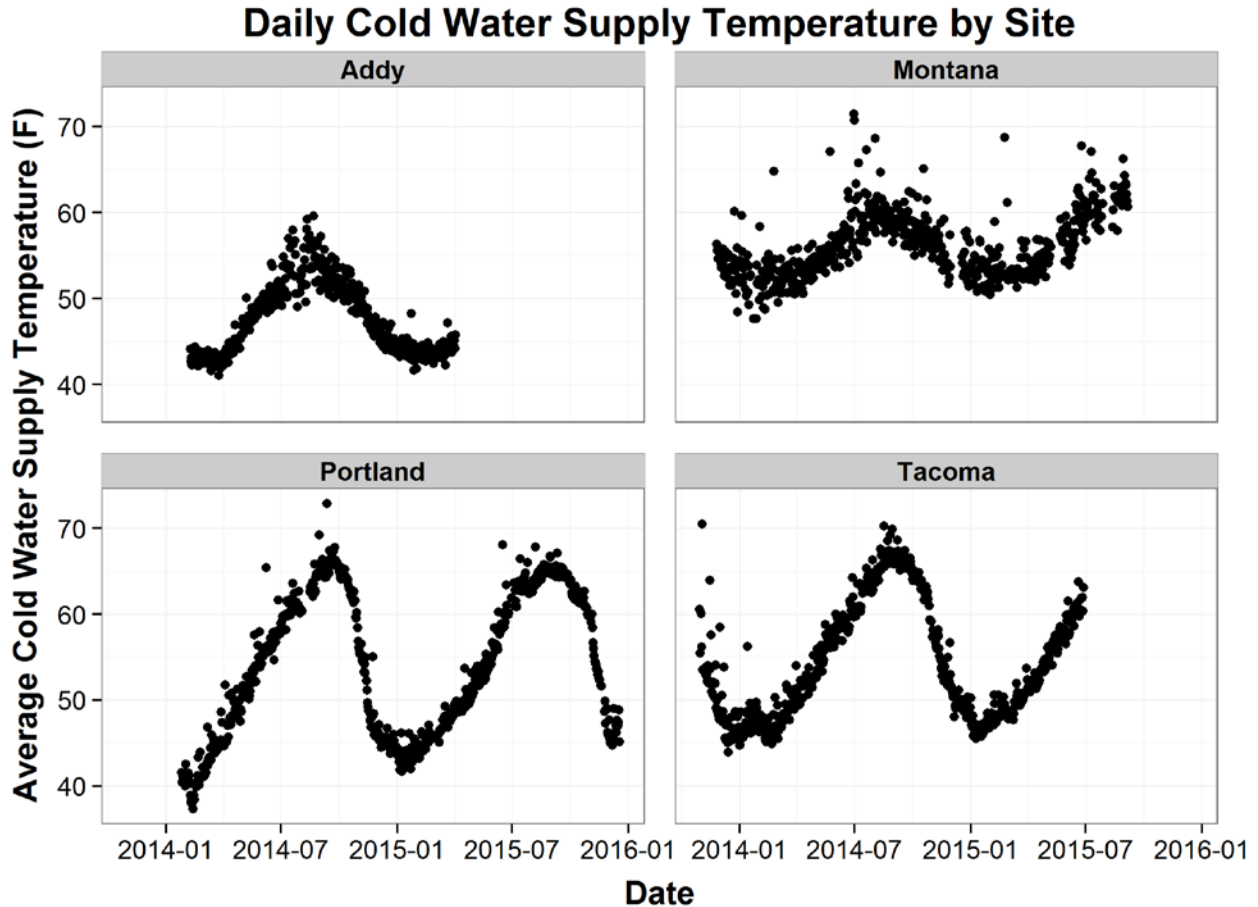 Daily Cold Water Supply Temperature by Site
Addy
Montana
Average Cold Water Supply Temperature (F)
70
60
50
40
Portland
Tacoma
70
60
50
40
2014-01 2014-07 2015-01 2015-07 2016-01
2014-01 2014-07 2015-01 2015-07 2016-01
Date